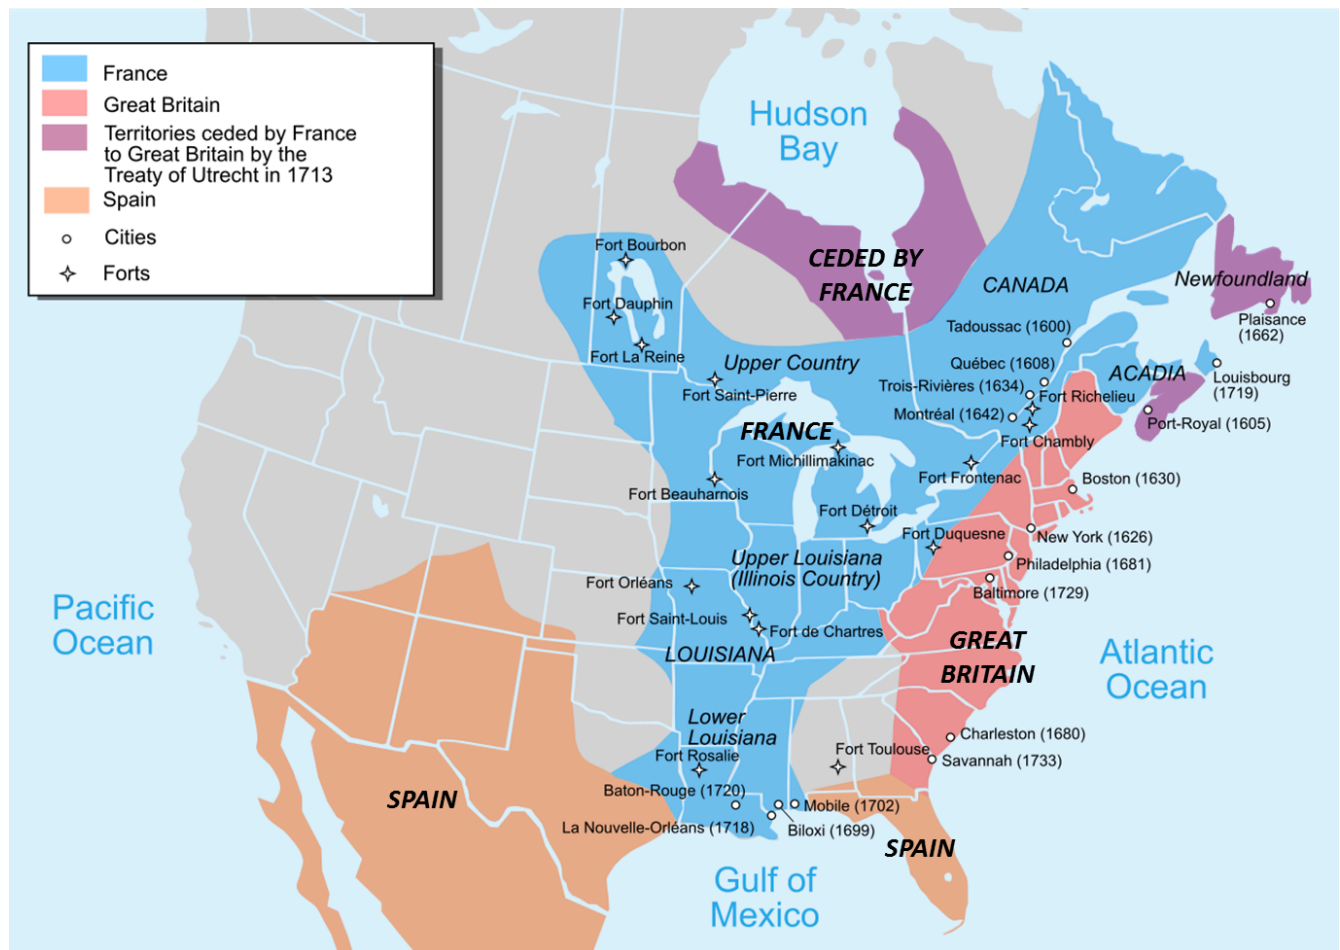 France
Great Britain
Territories ceded by France
to Great Britain by the
Treaty of Utrecht in 1713
Spain
Cities
Forts
Hudson
Bay
Fort Bourbon
CEDED BY
FRANCE
CANADA
Newfoundland
Fort Dauphin
Plaisance
(1662)
Tadoussac (1600)
Fort La Reine
Upper Country
Québec (1608)
ACADIA
Louisbourg
(1719)
Fort Saint-Pierre
Trois-Rivières (1634)
Fort Richelieu
Montréal (1642)
Port-Royal (1605)
FRANCE
Fort Chambly
Fort Michillimakinac
Fort Frontenac
Boston (1630)
Fort Beauharnois
Fort Détroit
Fort Duquesne
New York (1626)
Upper Louisiana
(Illinois Country)
Philadelphia (1681)
Fort Orléans
Baltimore (1729)
Pacific
Ocean
Fort Saint-Louis
Fort de Chartres
GREAT
BRITAIN
LOUISIANA
Atlantic
Ocean
Lower
Louisiana
Charleston (1680)
Fort Rosalie
Fort Toulouse
Savannah (1733)
SPAIN
Baton-Rouge (1720)
Mobile (1702)
La Nouvelle-Orléans (1718)
Biloxi (1699)
SPAIN
Gulf of
Mexico